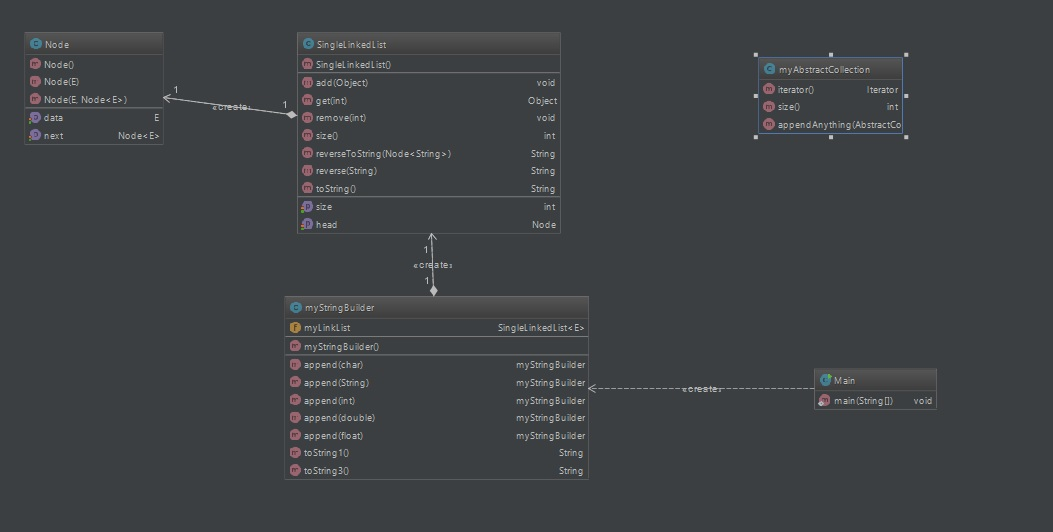 Node
Node()
Node(E)
Node(E, Node<E>)
data E
next Node<E>
1
«create»
1
SingleLinkedList
SingleLinkedList()
add(Object) void
get(int) Object
remove(int) void
size() int
reverseToString(Node<String>) String
reverse(String) String
toString() String
size int
head Node
myAbstractCollection
iterator() Iterator
size() int
appendAnything(AbstractCo
1
«create»
1
myStringBuilder
myLinkList SingleLinkedList<E>
myStringBuilder()
append(char) myStringBuilder
append(String) myStringBuilder
append(int) myStringBuilder
append(double) myStringBuilder
append(float) myStringBuilder
toString1() String
toString3() String
«create»
Main
main(String[]) void